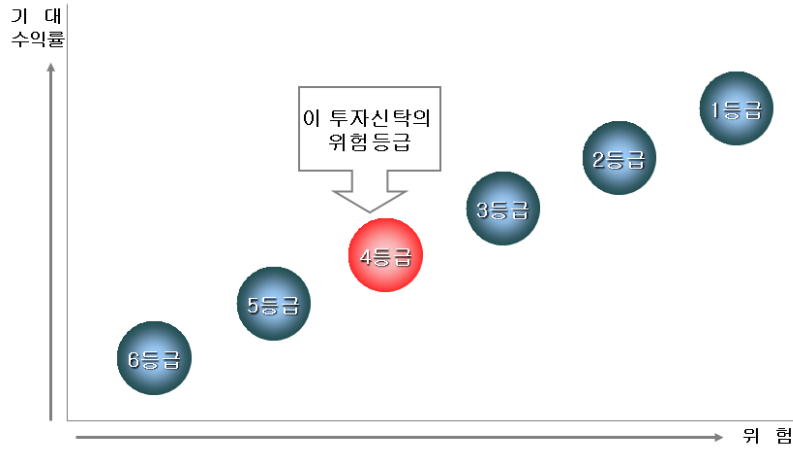 기 대
수익률
이 투자신탁의
위험등급
1등급
2등급
3등급
4등급
5등급
6등급
위 험